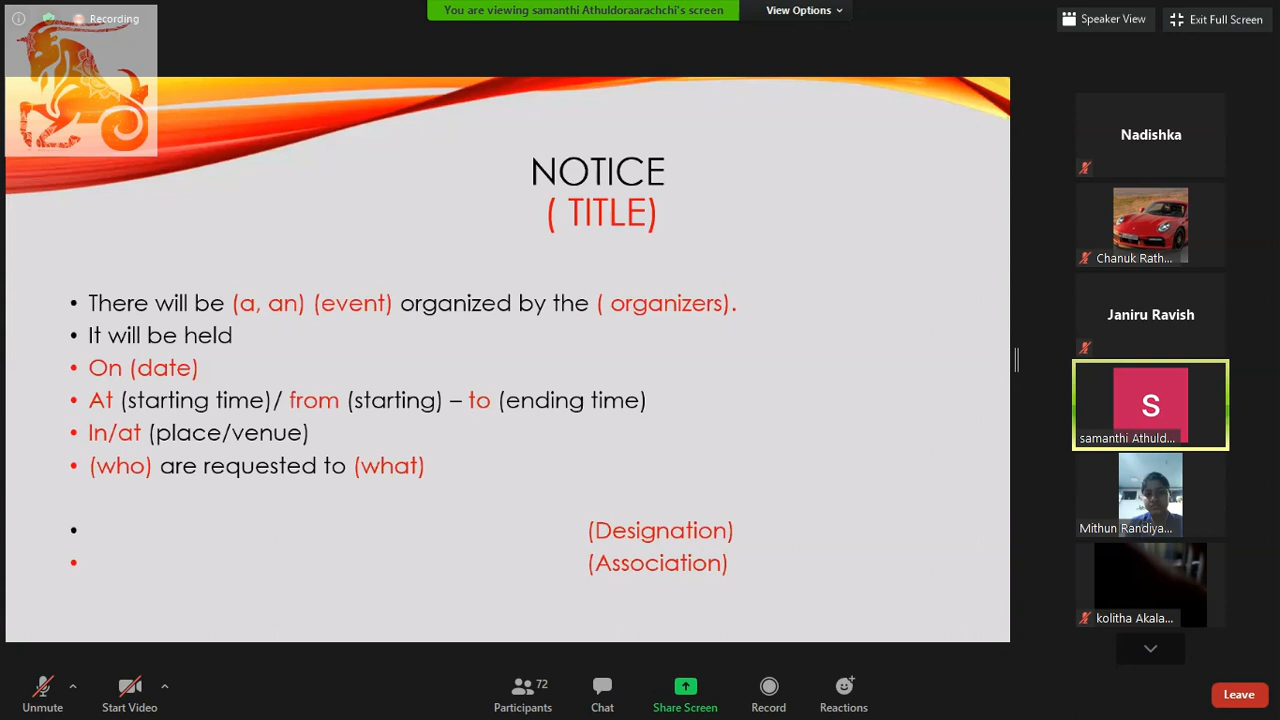 Recording
You are viewing samanthi Athuldoraarachchi's screen
View Options
Speaker View
Exit Full Screen
NOTICE
( TITLE)
• There will be (a, an) (event) organized by the ( organizers).
• It will be held
• On (date)
• At (starting time)/ from (starting) – to (ending time)
• In/at (place/venue)
• (who) are requested to (what)
(Designation)
(Association)
Nadishka
Chanuk Rath...
Janiru Ravish
S
samanthi Athuld...
Mithun Randiya...
kolitha Akala...
Unmute
Start Video
72
Participants
Chat
Share Screen
Record
Reactions
Leave